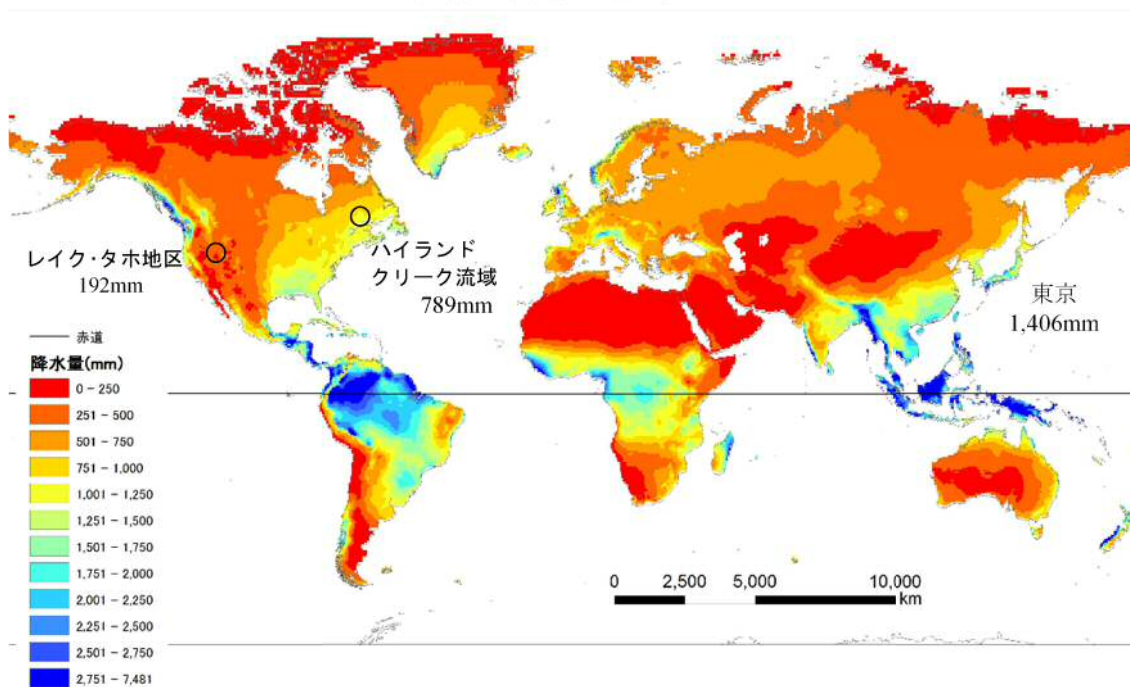 レイク・タホ地区
192mm
ハイランド
クリーク流域
789mm
東京
1,406mm
赤道
降水量(mm)
0 – 250
251 – 500
501 – 750
751 – 1,000
1,001 – 1,250
1,251 – 1,500
1,501 – 1,750
1,751 – 2,000
2,001 – 2,250
2,251 – 2,500
2,501 – 2,750
2,751 – 7,481
0 2,500 5,000 10,000
km